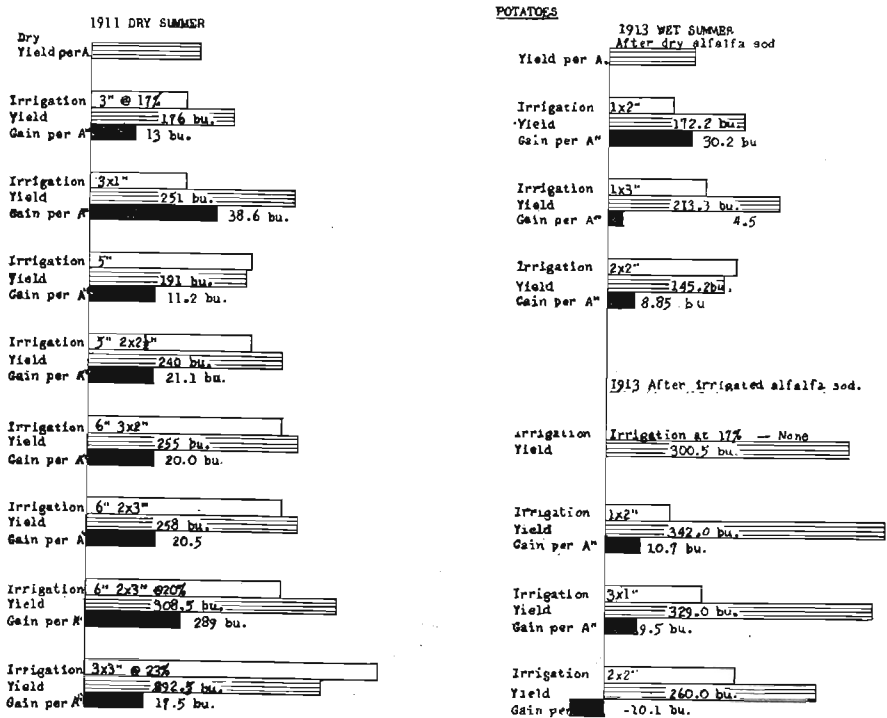 POTATOES
1911 DRY SUMMER
Dry
Yield per A.
Irrigation 3" @ 17%
Yield 176 bu.
Gain per A" 13 bu.
Irrigation 3x1"
Yield 251 bu.
Gain per A" 38.6 bu.
Irrigation 5"
Yield 191 bu.
Gain per A" 11.2 bu.
Irrigation 5" 2x2½"
Yield 240 bu.
Gain per A" 21.1 bu.
Irrigation 6" 3x2"
Yield 255 bu.
Gain per A" 20.0 bu.
Irrigation 6" 2x3"
Yield 258 bu.
Gain per A 20.5
Irrigation 6" 2x3" @20%
Yield 308.5 bu.
Gain per A" 289 bu.
Irrigation 3x3" @ 23%
Yield 292.5 bu.
Gain per A" 19.5 bu.
1913 WET SUMMER
After dry alfalfa sod
Yield per A.
Irrigation 1x2"
Yield 172.2 bu.
Gain per A" 30.2 bu
Irrigation 1x3"
Yield 213.3 bu.
Gain per A" 4.5
Irrigation 2x2"
Yield 145.2bu.
Gain per A" 8.85 bu
1913 After irrigated alfalfa sod.
Irrigation Irrigation at 17% — None
Yield 300.5 bu.
Irrigation 1x2"
Yield 342.0 bu.
Gain per A" 10.7 bu.
Irrigation 3x1"
Yield 329.0 bu.
Gain per A" 9.5 bu.
Irrigation 2x2"
Yield 260.0 bu.
Gain per -10.1 bu.